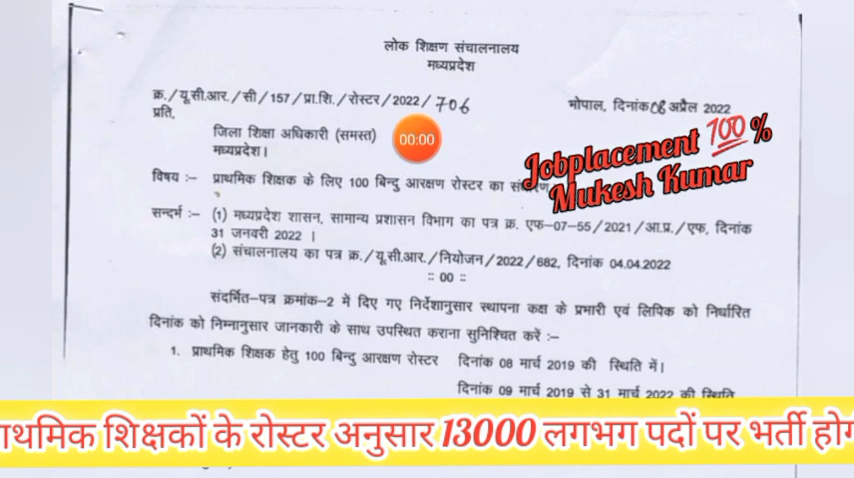 लोक शिक्षण संचालनालय
मध्यप्रदेश
क्र./यू.सी.आर./सी/157/प्रा.शि./रोस्टर/2022/706
भोपाल, दिनांक 08 अप्रैल 2022
प्रति,
जिला शिक्षा अधिकारी (समस्त)
मध्यप्रदेश।
00:00
Jobplacement 100%
Mukesh Kumar
विषय :– प्राथमिक शिक्षक के लिए 100 बिन्दु आरक्षण रोस्टर का
सन्दर्भ :– (1) मध्यप्रदेश शासन, सामान्य प्रशासन विभाग का पत्र क्र. एफ–07–55/2021/आ.प्र./एफ, दिनांक
31 जनवरी 2022 |
(2) संचालनालय का पत्र क्र./यू.सी.आर./नियोजन/2022/682, दिनांक 04.04.2022
:: 00 ::
संदर्भित–पत्र क्रमांक–2 में दिए गए निर्देशानुसार स्थापना कक्ष के प्रभारी एवं लिपिक को निर्धारित
दिनांक को निम्नानुसार जानकारी के साथ उपस्थित कराना सुनिश्चित करें :–
1. प्राथमिक शिक्षक हेतु 100 बिन्दु आरक्षण रोस्टर दिनांक 08 मार्च 2019 की स्थिति में।
दिनांक 09 मार्च 2019 से 31 मार्च 2022 की स्थिति
शिक्षकों के रोस्टर अनुसार 13000 लगभग पदों पर भर्ती